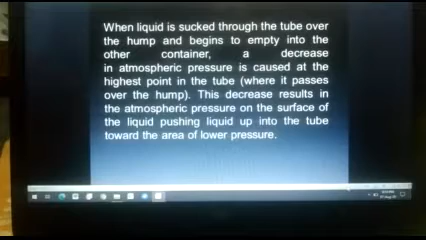 When liquid is sucked through the tube over
the hump and begins to empty into the
other container, a decrease
in atmospheric pressure is caused at the
highest point in the tube (where it passes
over the hump). This decrease results in
the atmospheric pressure on the surface of
the liquid pushing liquid up into the tube
toward the area of lower pressure.